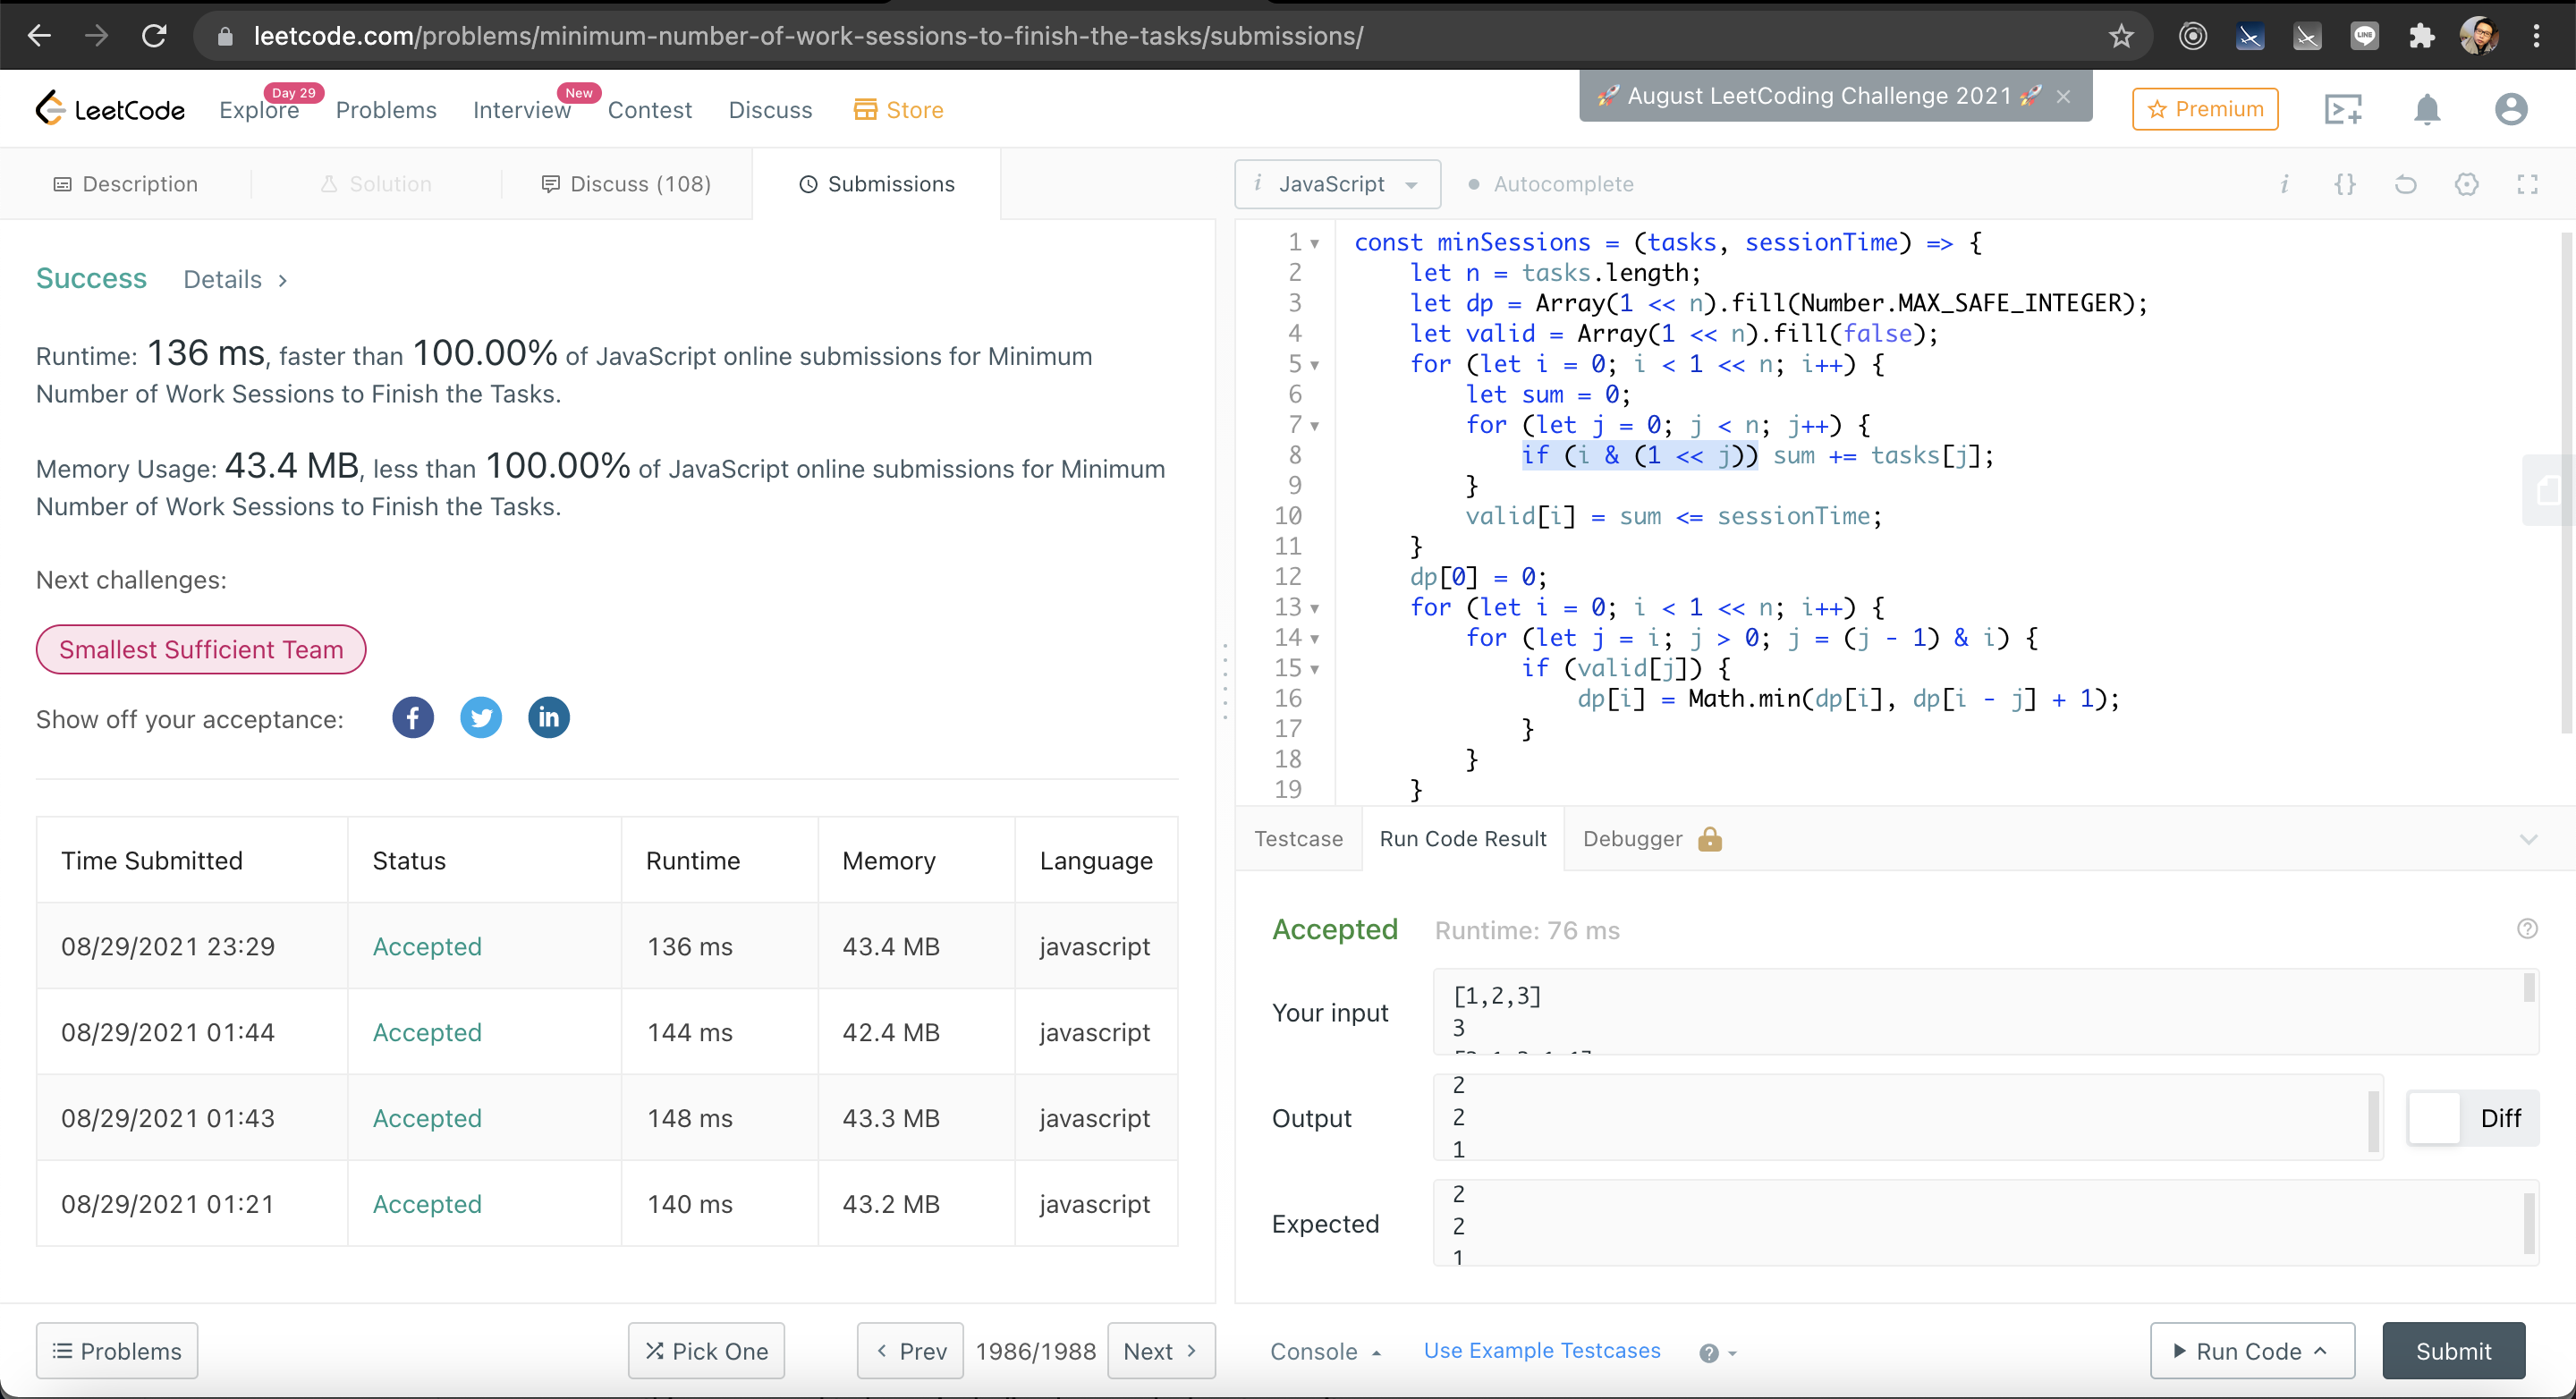 leetcode.com/problems/minimum-number-of-work-sessions-to-finish-the-tasks/submissions/
LINE
LeetCode
Explore
Day 29
Problems
Interview
New
Contest
Discuss
Store
🚀 August LeetCoding Challenge 2021 🚀 ×
Premium
Description
Solution
Discuss (108)
Submissions
i JavaScript
Autocomplete
i {}
Success Details >
Runtime: 136 ms, faster than 100.00% of JavaScript online submissions for Minimum
Number of Work Sessions to Finish the Tasks.
Memory Usage: 43.4 MB, less than 100.00% of JavaScript online submissions for Minimum
Number of Work Sessions to Finish the Tasks.
Next challenges:
Smallest Sufficient Team
Show off your acceptance: f in
Time Submitted Status Runtime Memory Language
08/29/2021 23:29 Accepted 136 ms 43.4 MB javascript
08/29/2021 01:44 Accepted 144 ms 42.4 MB javascript
08/29/2021 01:43 Accepted 148 ms 43.3 MB javascript
08/29/2021 01:21 Accepted 140 ms 43.2 MB javascript
1 const minSessions = (tasks, sessionTime) => {
2 let n = tasks.length;
3 let dp = Array(1 << n).fill(Number.MAX_SAFE_INTEGER);
4 let valid = Array(1 << n).fill(false);
5 for (let i = 0; i < 1 << n; i++) {
6 let sum = 0;
7 for (let j = 0; j < n; j++) {
8 if (i & (1 << j)) sum += tasks[j];
9 }
10 valid[i] = sum <= sessionTime;
11 }
12 dp[0] = 0;
13 for (let i = 0; i < 1 << n; i++) {
14 for (let j = i; j > 0; j = (j - 1) & i) {
15 if (valid[j]) {
16 dp[i] = Math.min(dp[i], dp[i - j] + 1);
17 }
18 }
19 }
Testcase
Run Code Result
Debugger
Accepted Runtime: 76 ms
Your input
[1,2,3]
3
Output
2
2
1
Diff
Expected
2
2
1
Problems
Pick One
< Prev
1986/1988
Next >
Console
Use Example Testcases
?
Run Code
Submit